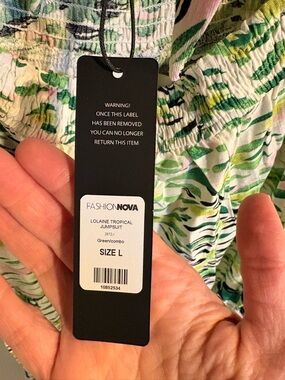 WARNING!
ONCE THIS LABEL
HAS BEEN REMOVED
YOU CAN NO LONGER
RETURN THIS ITEM
FASHIONNOVA
LOLAINE TROPICAL
JUMPSUIT
Green/combo
SIZE L
10852534